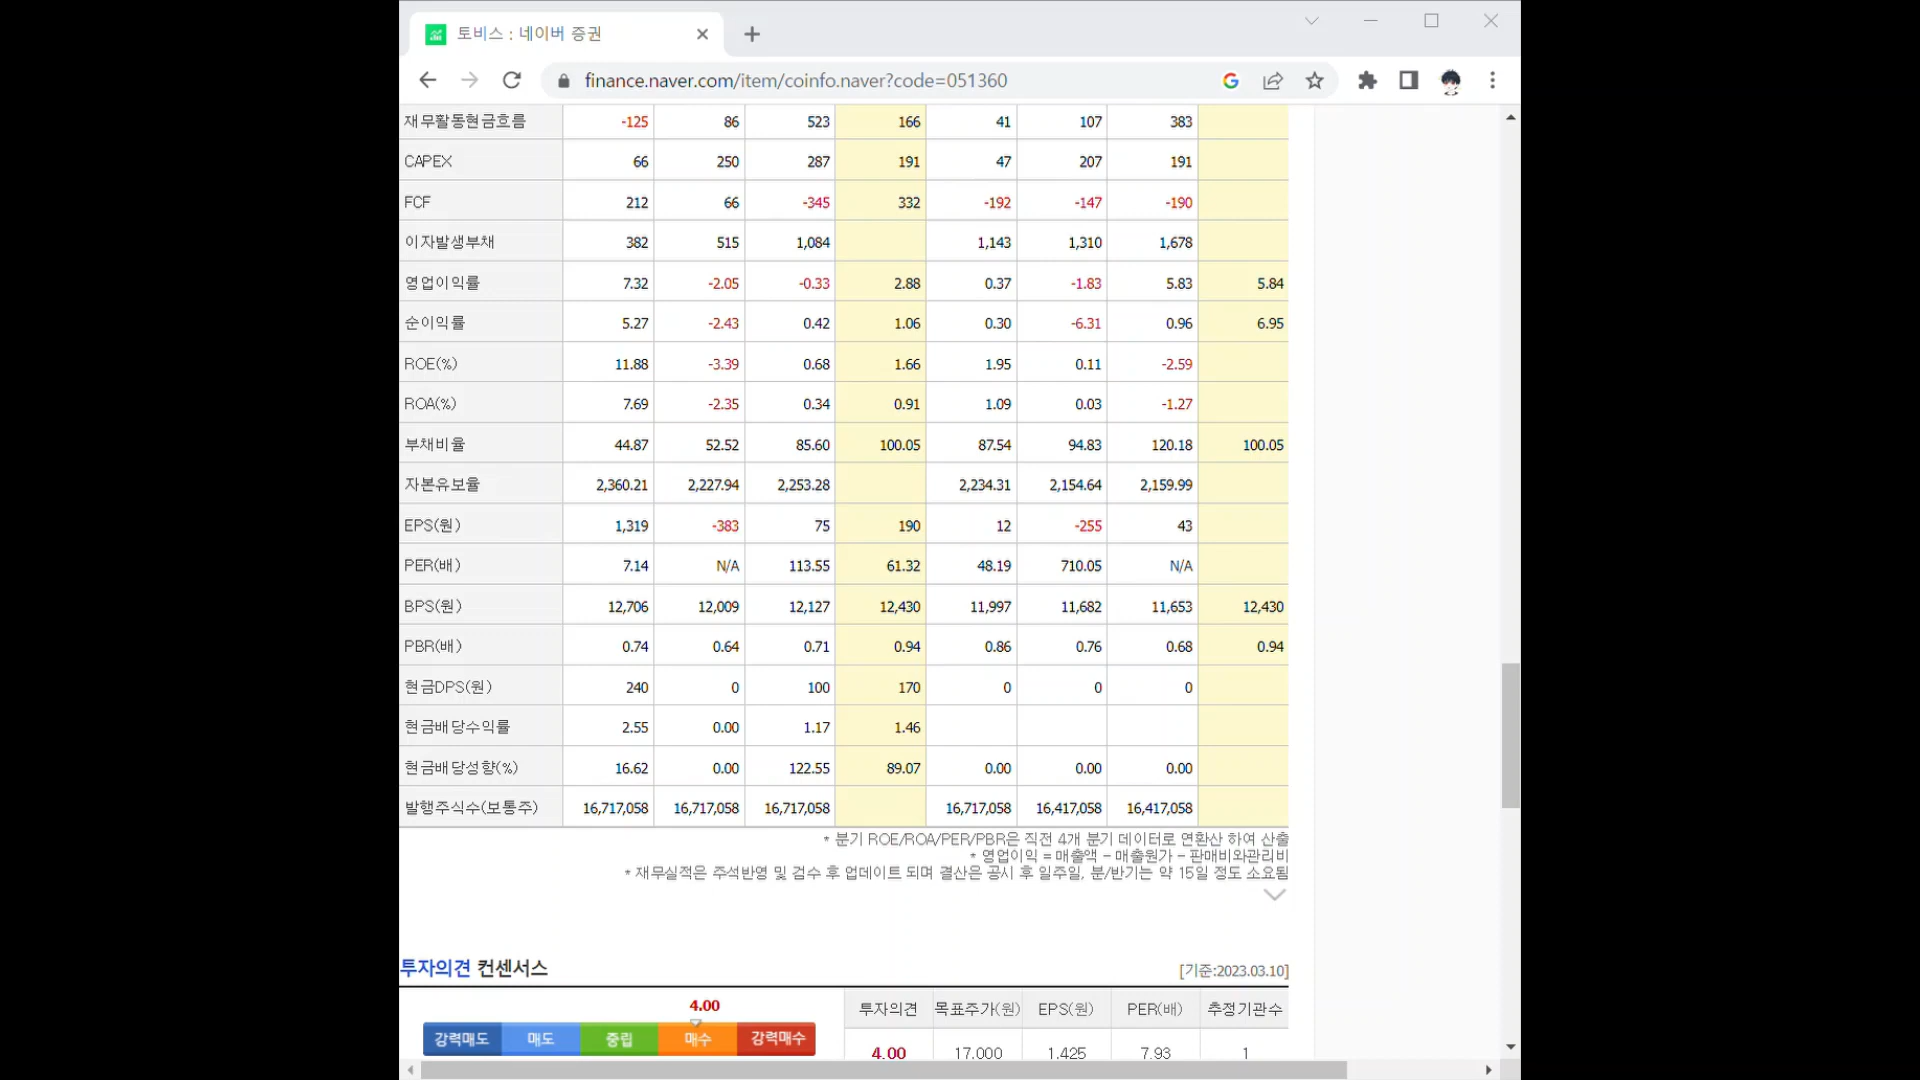 토비스 : 네이버 증권
finance.naver.com/item/coinfo.naver?code=051360
재무활동현금흐름 -125 86 523 166 41 107 383
CAPEX 66 250 287 191 47 207 191
FCF 212 66 -345 332 -192 -147 -190
이자발생부채 382 515 1,084 1,143 1,310 1,678
영업이익률 7.32 -2.05 -0.33 2.88 0.37 -1.83 5.83 5.84
순이익률 5.27 -2.43 0.42 1.06 0.30 -6.31 0.96 6.95
ROE(%) 11.88 -3.39 0.68 1.66 1.95 0.11 -2.59
ROA(%) 7.69 -2.35 0.34 0.91 1.09 0.03 -1.27
부채비율 44.87 52.52 85.60 100.05 87.54 94.83 120.18 100.05
자본유보율 2,360.21 2,227.94 2,253.28 2,234.31 2,154.64 2,159.99
EPS(원) 1,319 -383 75 190 12 -255 43
PER(배) 7.14 N/A 113.55 61.32 48.19 710.05 N/A
BPS(원) 12,706 12,009 12,127 12,430 11,997 11,682 11,653 12,430
PBR(배) 0.74 0.64 0.71 0.94 0.86 0.76 0.68 0.94
현금DPS(원) 240 0 100 170 0 0 0
현금배당수익률 2.55 0.00 1.17 1.46
현금배당성향(%) 16.62 0.00 122.55 89.07 0.00 0.00 0.00
발행주식수(보통주) 16,717,058 16,717,058 16,717,058 16,717,058 16,417,058 16,417,058
* 분기 ROE/ROA/PER/PBR은 직전 4개 분기 데이터로 연환산 하여 산출
* 영업이익 = 매출액 - 매출원가 - 판매비와관리비
* 재무실적은 주석반영 및 검수 후 업데이트 되며 결산은 공시 후 일주일, 분/반기는 약 15일 정도 소요됨
투자의견 컨센서스 [기준:2023.03.10]
4.00
강력매도 매도 중립 매수 강력매수
투자의견 목표주가(원) EPS(원) PER(배) 추정기관수
4.00 17,000 1,425 7.93 1